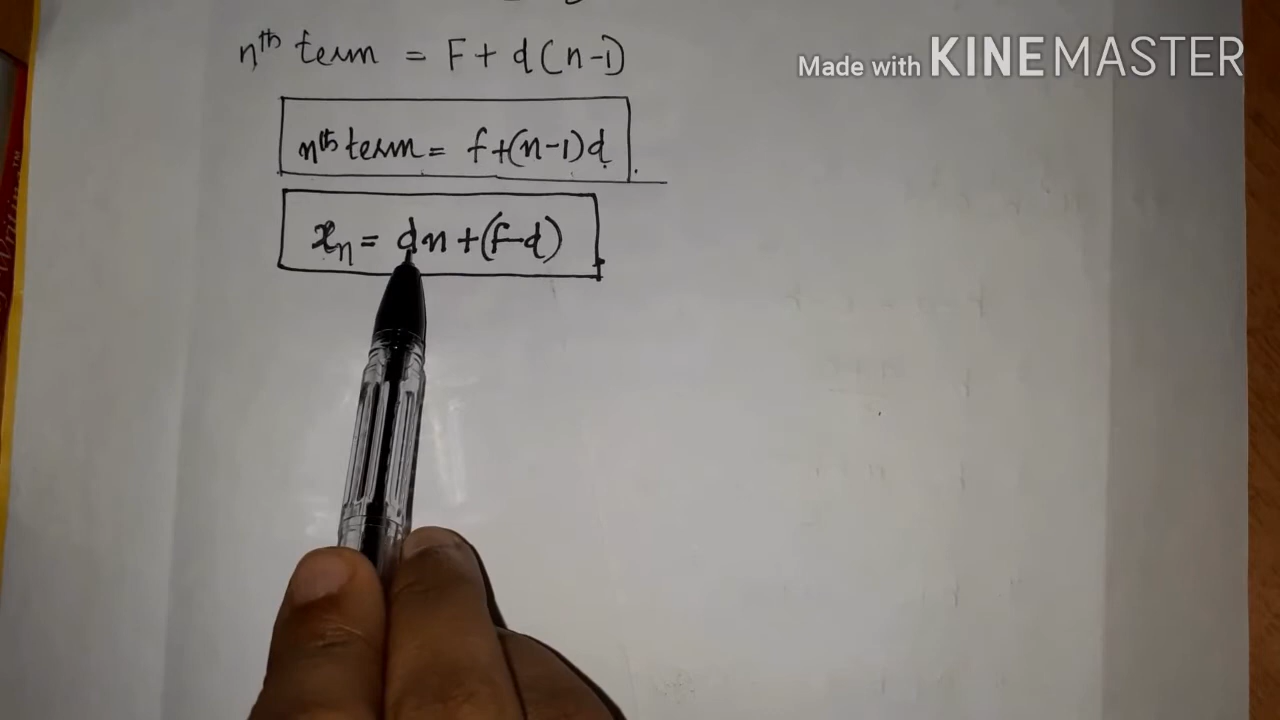 nth term = F + d(n-1)
Made with KINEMASTER
nth term = f+(n-1)d.
xn = dn+(f-d)